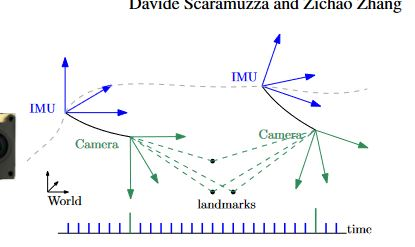 Davide Scaramuzza and Zichao Zhang
IMU
IMU
Camera
Camera
World
landmarks
time